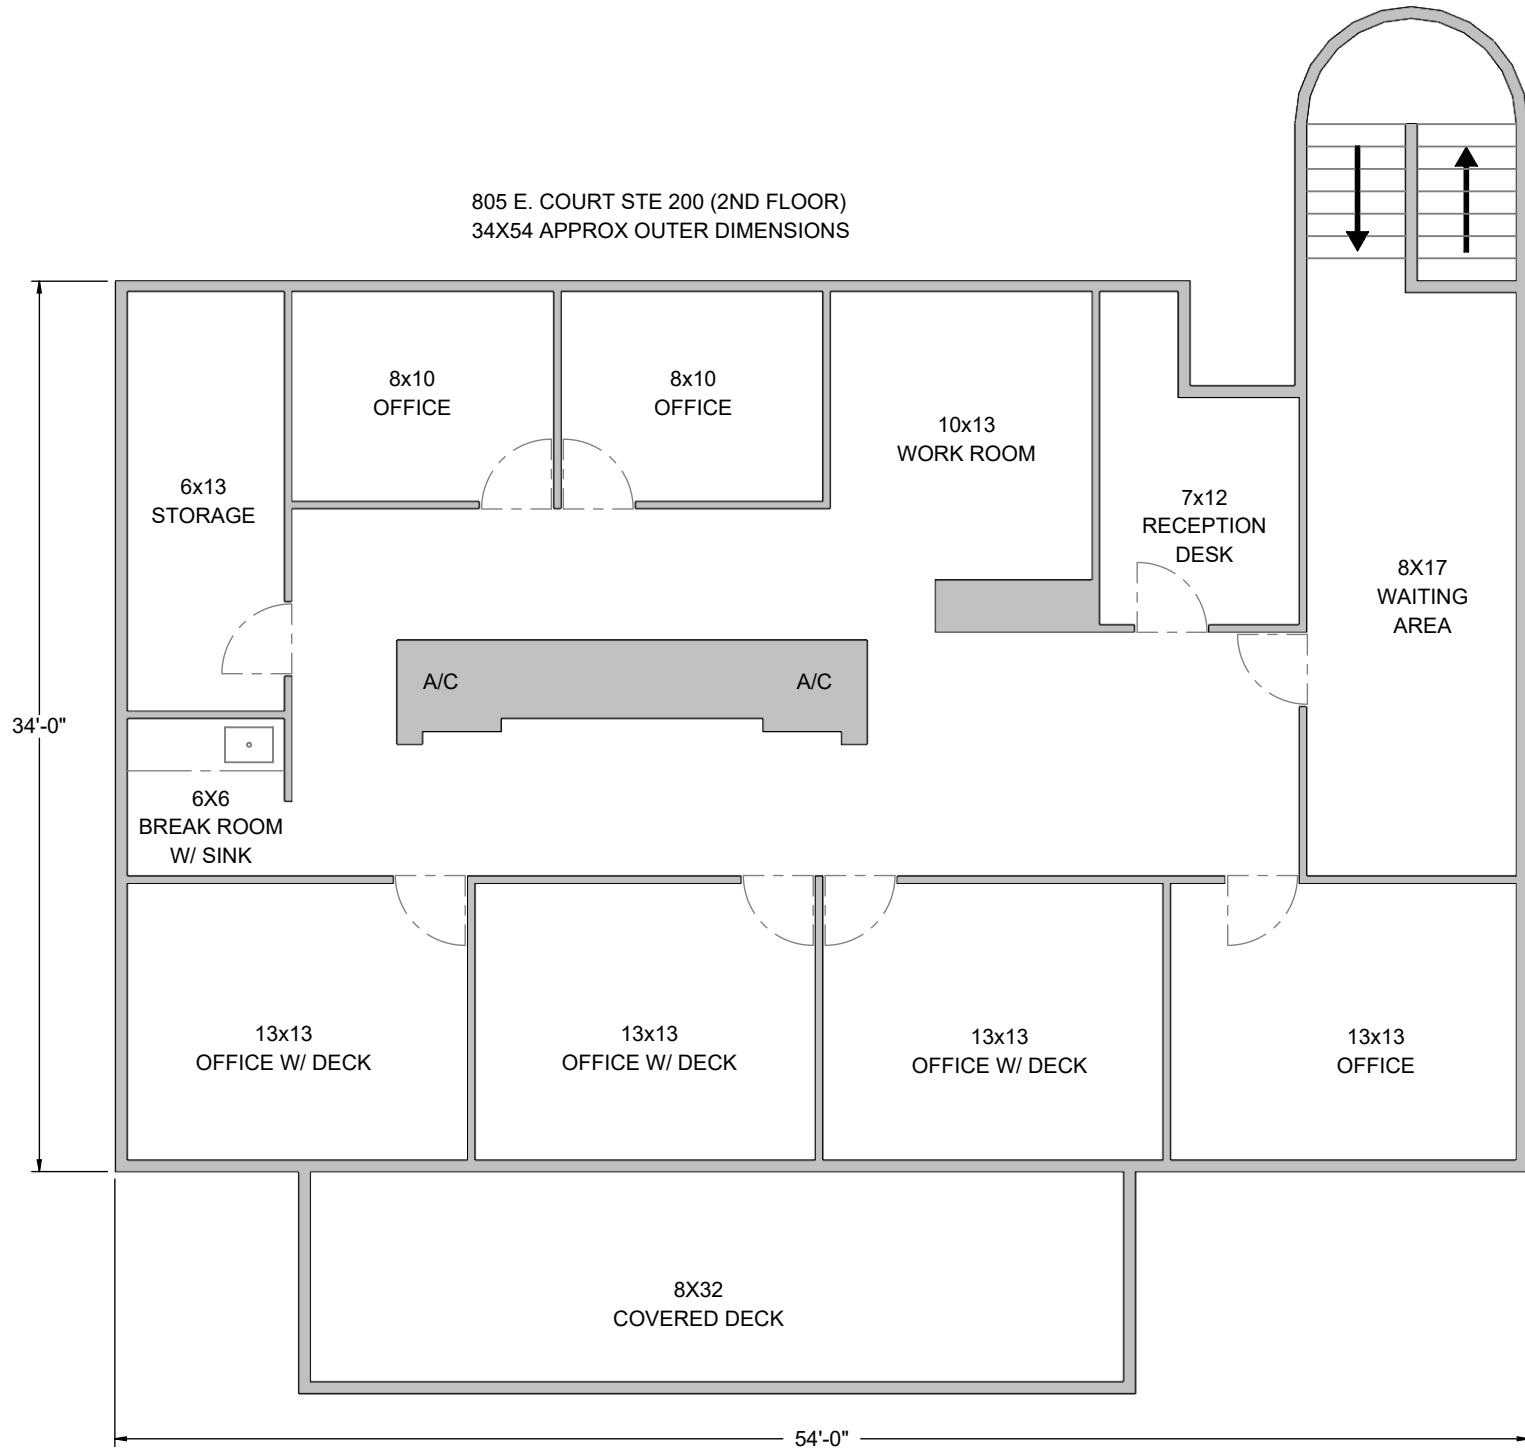 805 E. COURT STE 200 (2ND FLOOR)
34X54 APPROX OUTER DIMENSIONS
8x10
OFFICE
8x10
OFFICE
10x13
WORK ROOM
6x13
STORAGE
7x12
RECEPTION
DESK
8X17
WAITING
AREA
A/C
A/C
34'-0"
6X6
BREAK ROOM
W/ SINK
13x13
OFFICE W/ DECK
13x13
OFFICE W/ DECK
13x13
OFFICE W/ DECK
13x13
OFFICE
8X32
COVERED DECK
54'-0"